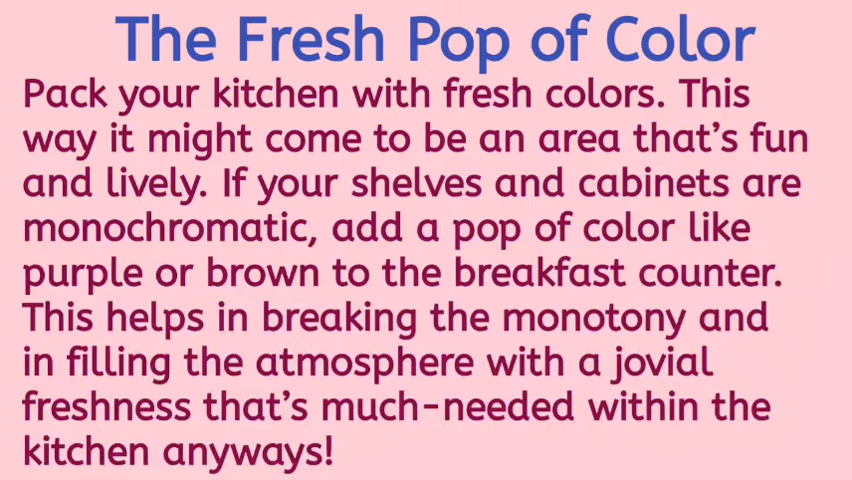 The Fresh Pop of Color
Pack your kitchen with fresh colors. This
way it might come to be an area that’s fun
and lively. If your shelves and cabinets are
monochromatic, add a pop of color like
purple or brown to the breakfast counter.
This helps in breaking the monotony and
in filling the atmosphere with a jovial
freshness that’s much-needed within the
kitchen anyways!